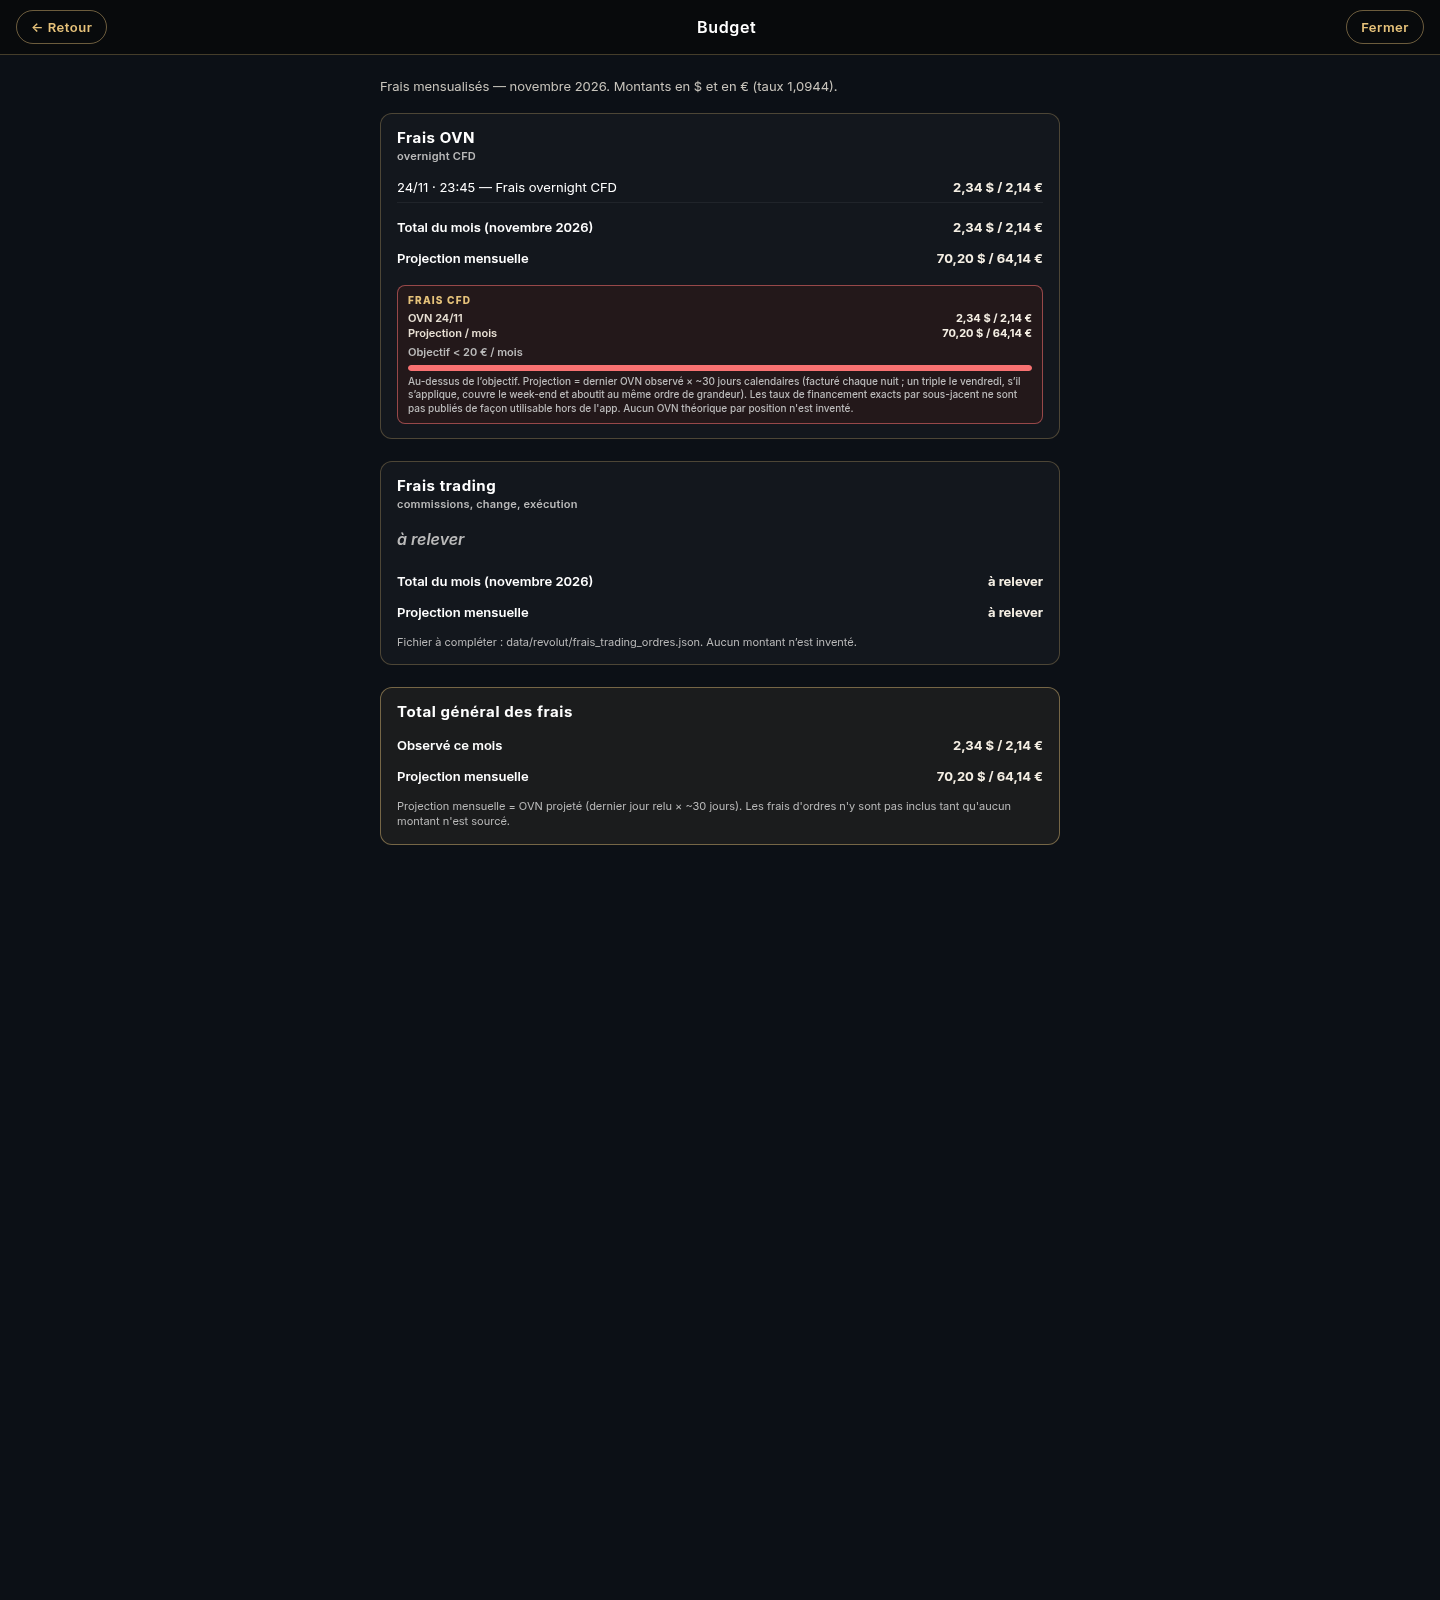 ← Retour
Budget
Fermer
Frais mensualisés — novembre 2026. Montants en $ et en € (taux 1,0944).
Frais OVN
overnight CFD
24/11 · 23:45 — Frais overnight CFD 2,34 $ / 2,14 €
Total du mois (novembre 2026) 2,34 $ / 2,14 €
Projection mensuelle 70,20 $ / 64,14 €
FRAIS CFD
OVN 24/11 2,34 $ / 2,14 €
Projection / mois 70,20 $ / 64,14 €
Objectif < 20 € / mois
Au-dessus de l’objectif. Projection = dernier OVN observé × ~30 jours calendaires (facturé chaque nuit ; un triple le vendredi, s’il
s’applique, couvre le week-end et aboutit au même ordre de grandeur). Les taux de financement exacts par sous-jacent ne sont
pas publiés de façon utilisable hors de l'app. Aucun OVN théorique par position n'est inventé.
Frais trading
commissions, change, exécution
à relever
Total du mois (novembre 2026) à relever
Projection mensuelle à relever
Fichier à compléter : data/revolut/frais_trading_ordres.json. Aucun montant n’est inventé.
Total général des frais
Observé ce mois 2,34 $ / 2,14 €
Projection mensuelle 70,20 $ / 64,14 €
Projection mensuelle = OVN projeté (dernier jour relu × ~30 jours). Les frais d'ordres n'y sont pas inclus tant qu'aucun
montant n'est sourcé.